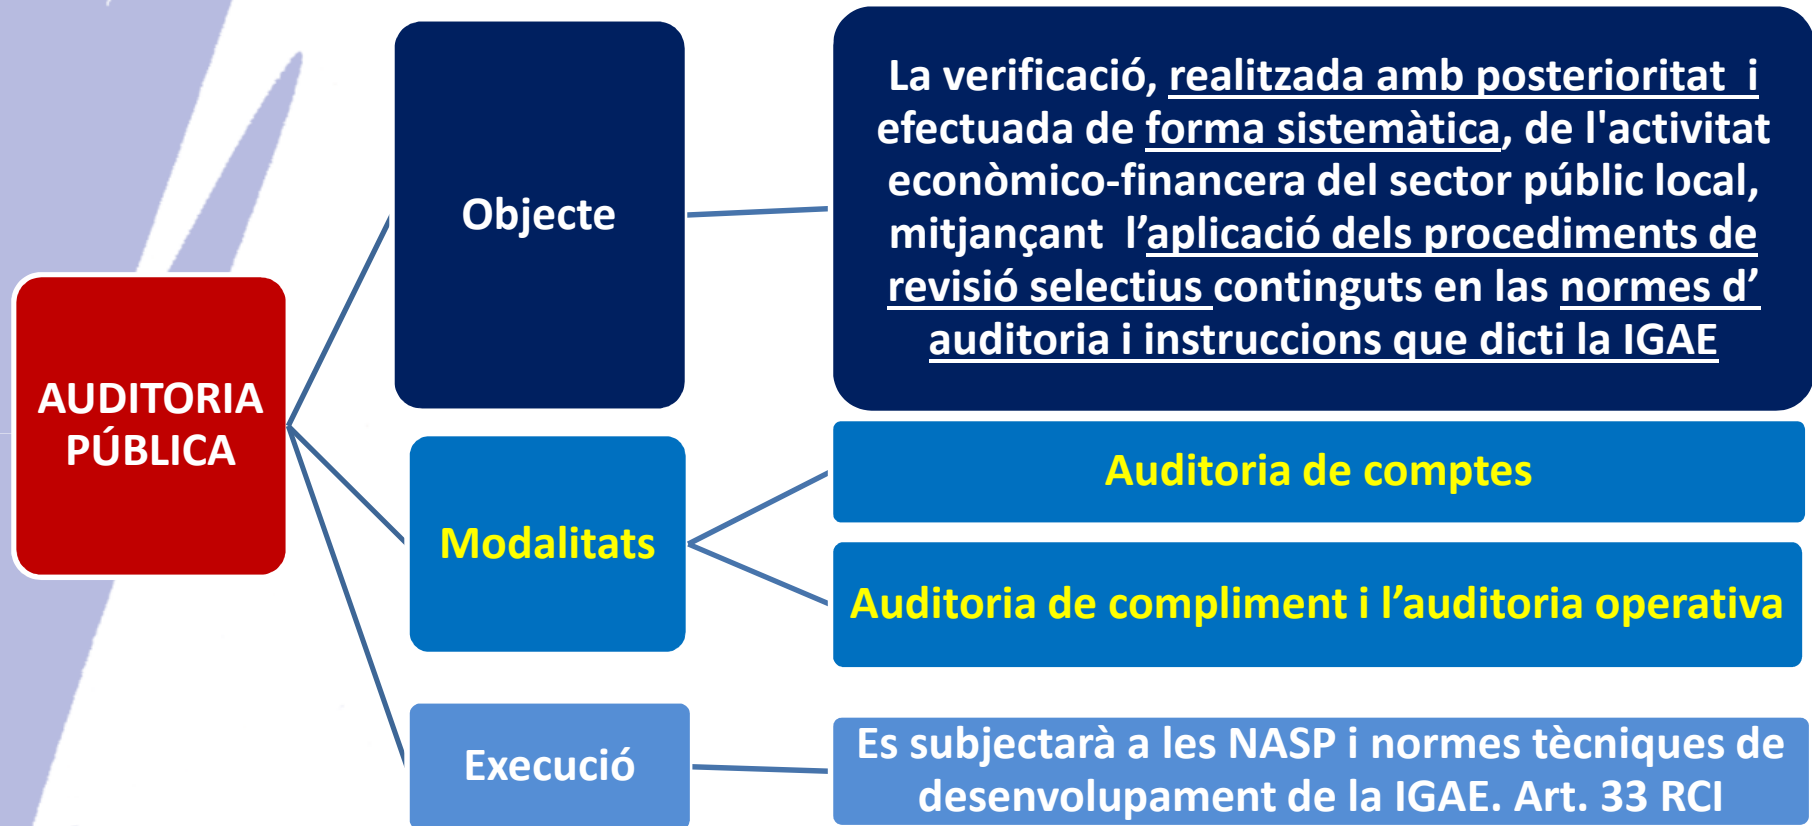 AUDITORIA
PÚBLICA
Objecte
La verificació, realitzada amb posterioritat i
efectuada de forma sistemàtica, de l'activitat
econòmico-financera del sector públic local,
mitjançant l’aplicació dels procediments de
revisió selectius continguts en las normes d’
auditoria i instruccions que dicti la IGAE
Modalitats
Auditoria de comptes
Auditoria de compliment i l’auditoria operativa
Execució
Es subjectarà a les NASP i normes tècniques de
desenvolupament de la IGAE. Art. 33 RCI